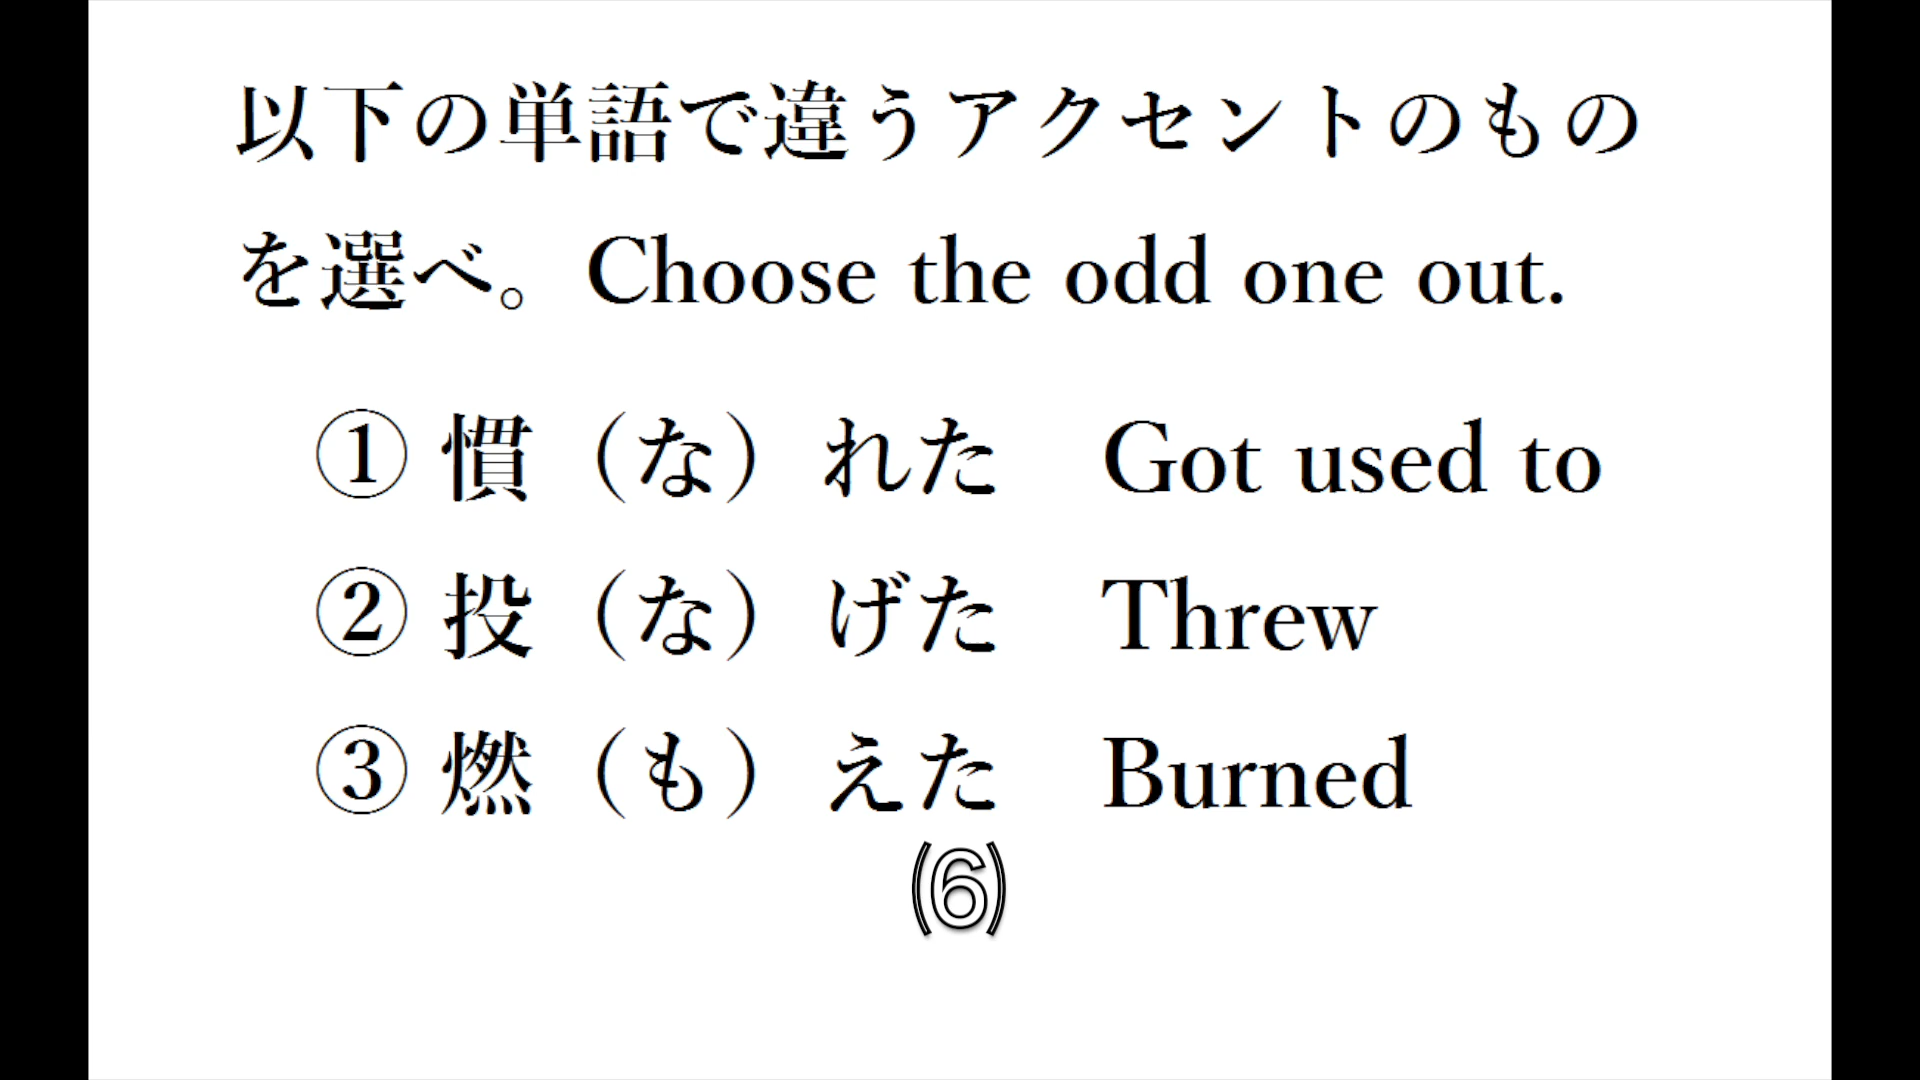 以下の単語で違うアクセントのもの
を選べ。Choose the odd one out.
① 慣（な）れた Got used to
② 投（な）げた Threw
③ 燃（も）えた Burned
(6)